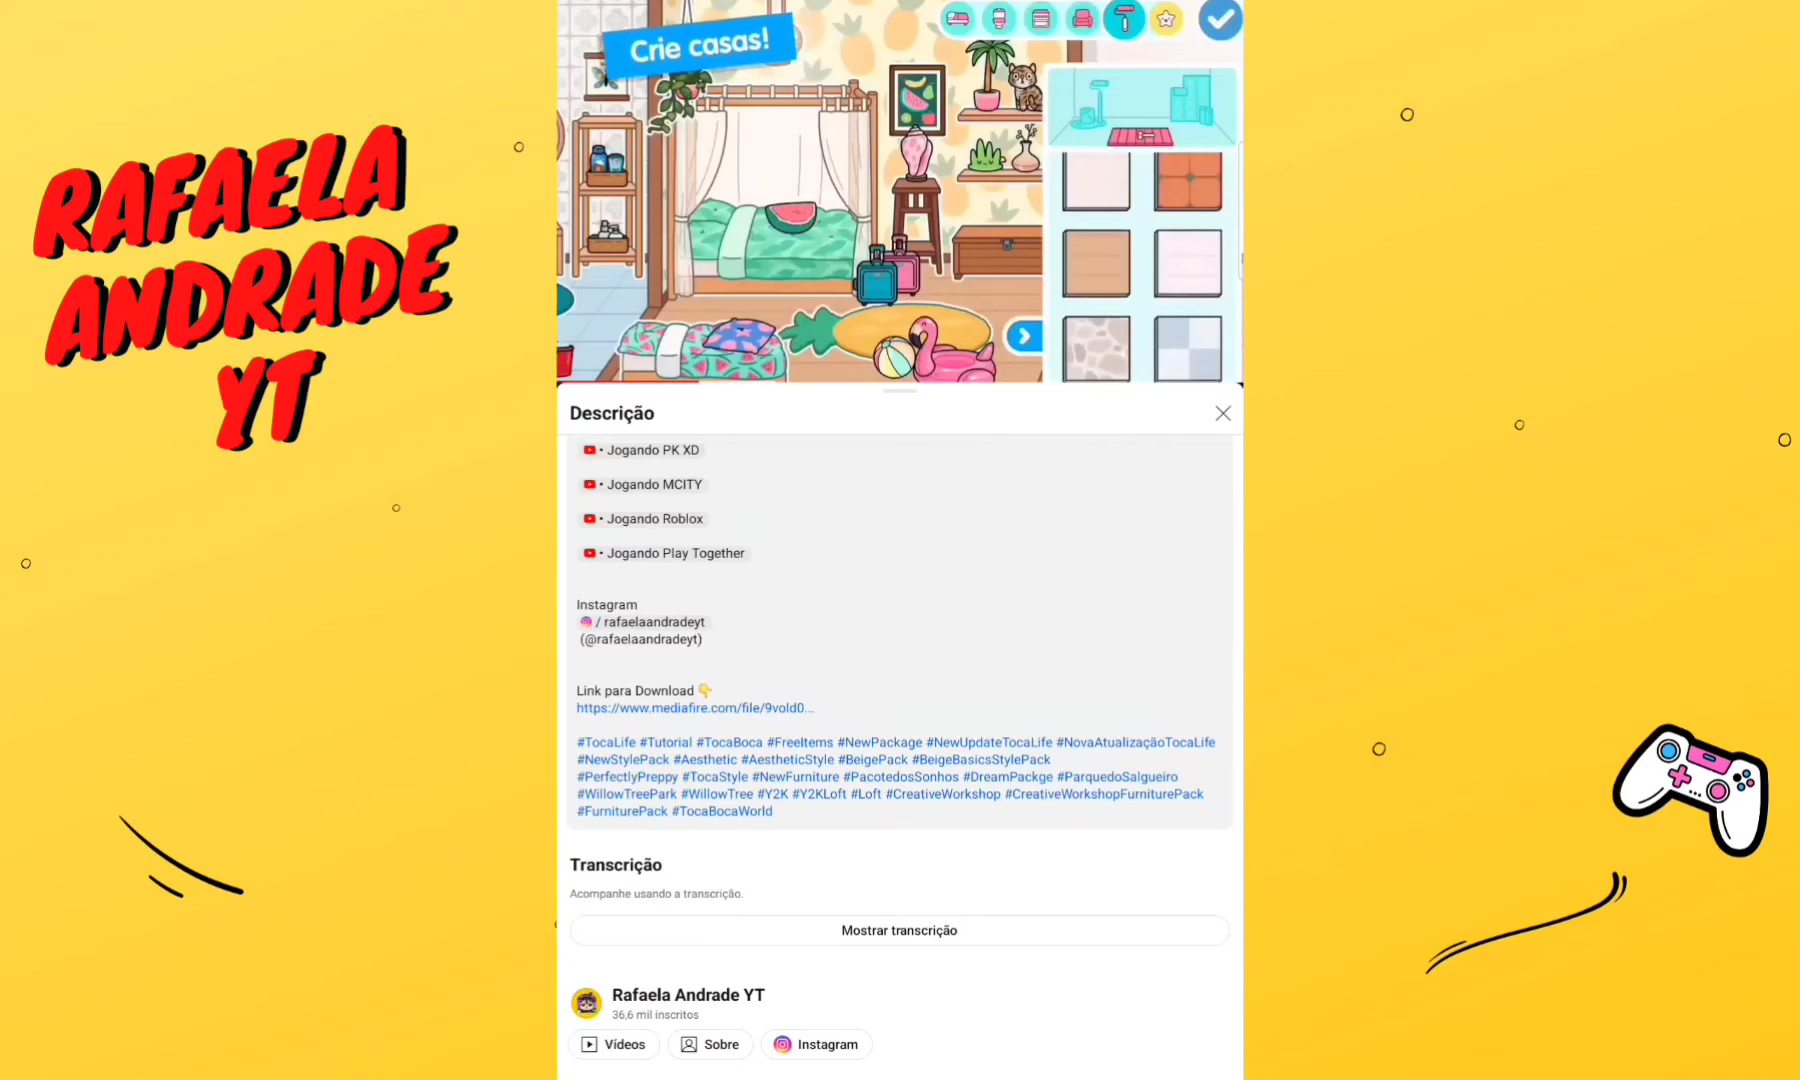 RAFAELA
ANDRADE
YT
Crie casas!
Descrição
• Jogando PK XD
• Jogando MCITY
• Jogando Roblox
• Jogando Play Together
Instagram
/ rafaelaandradeyt
(@rafaelaandradeyt)
Link para Download 👇
https://www.mediafire.com/file/9vold0...
#TocaLife #Tutorial #TocaBoca #FreeItems #NewPackage #NewUpdateTocaLife #NovaAtualizaçãoTocaLife
#NewStylePack #Aesthetic #AestheticStyle #BeigePack #BeigeBasicsStylePack
#PerfectlyPreppy #TocaStyle #NewFurniture #PacotedosSonhos #DreamPackge #ParquedoSalgueiro
#WillowTreePark #WillowTree #Y2K #Y2KLoft #Loft #CreativeWorkshop #CreativeWorkshopFurniturePack
#FurniturePack #TocaBocaWorld
Transcrição
Acompanhe usando a transcrição.
Mostrar transcrição
Rafaela Andrade YT
36,6 mil inscritos
Vídeos Sobre Instagram